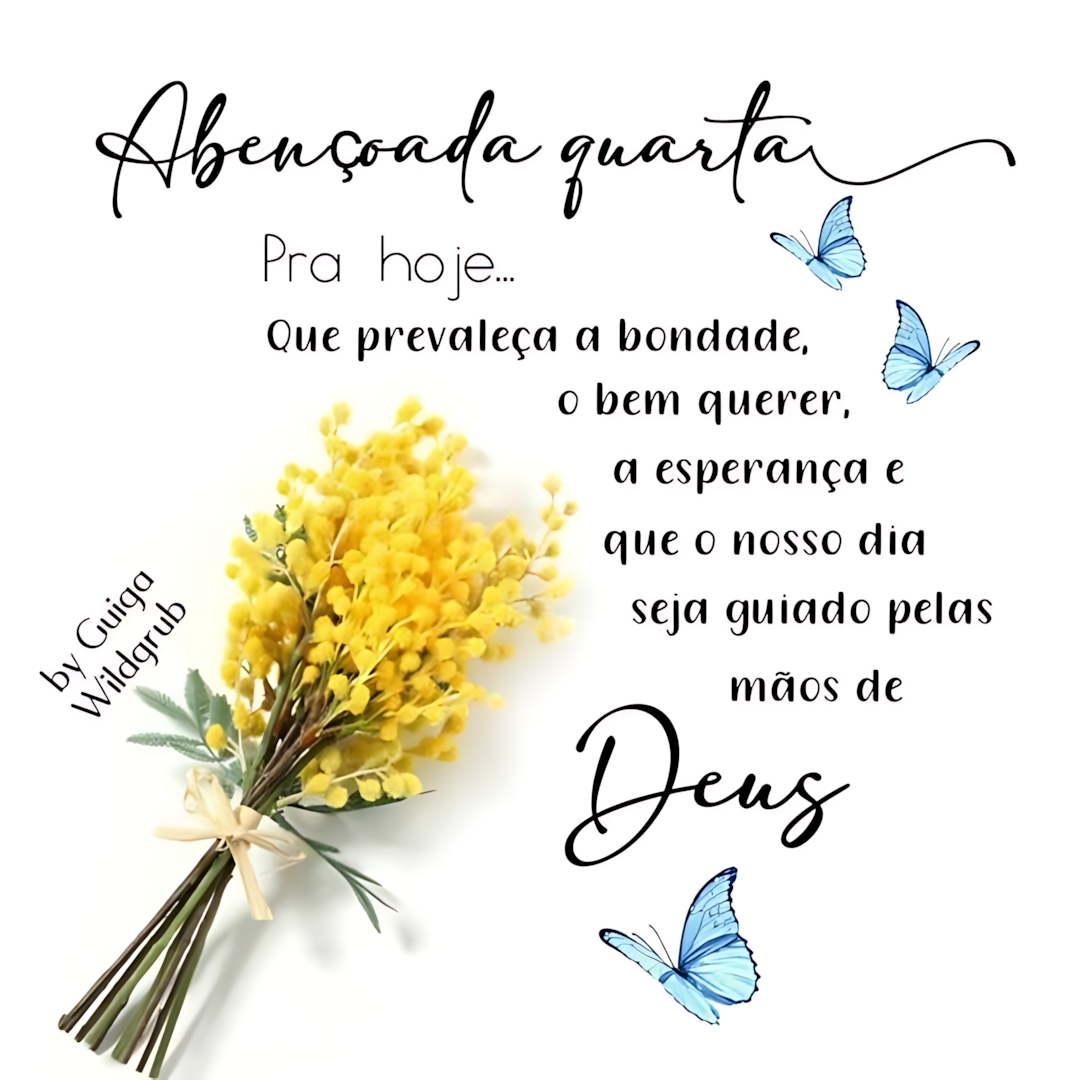 Abençoada quarta
Pra hoje...
Que prevaleça a bondade,
o bem querer,
a esperança e
que o nosso dia
seja guiado pelas
mãos de
Deus
by Guiga
Wildgrub